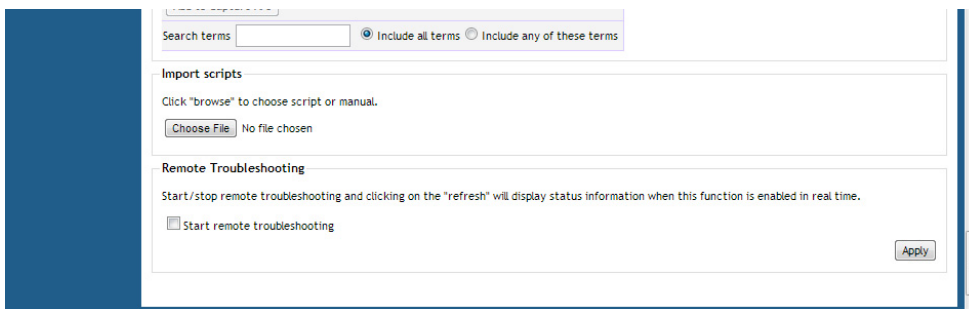 Search terms Include all terms Include any of these terms
Import scripts
Click "browse" to choose script or manual.
Choose File No file chosen
Remote Troubleshooting
Start/stop remote troubleshooting and clicking on the "refresh" will display status information when this function is enabled in real time.
Start remote troubleshooting
Apply